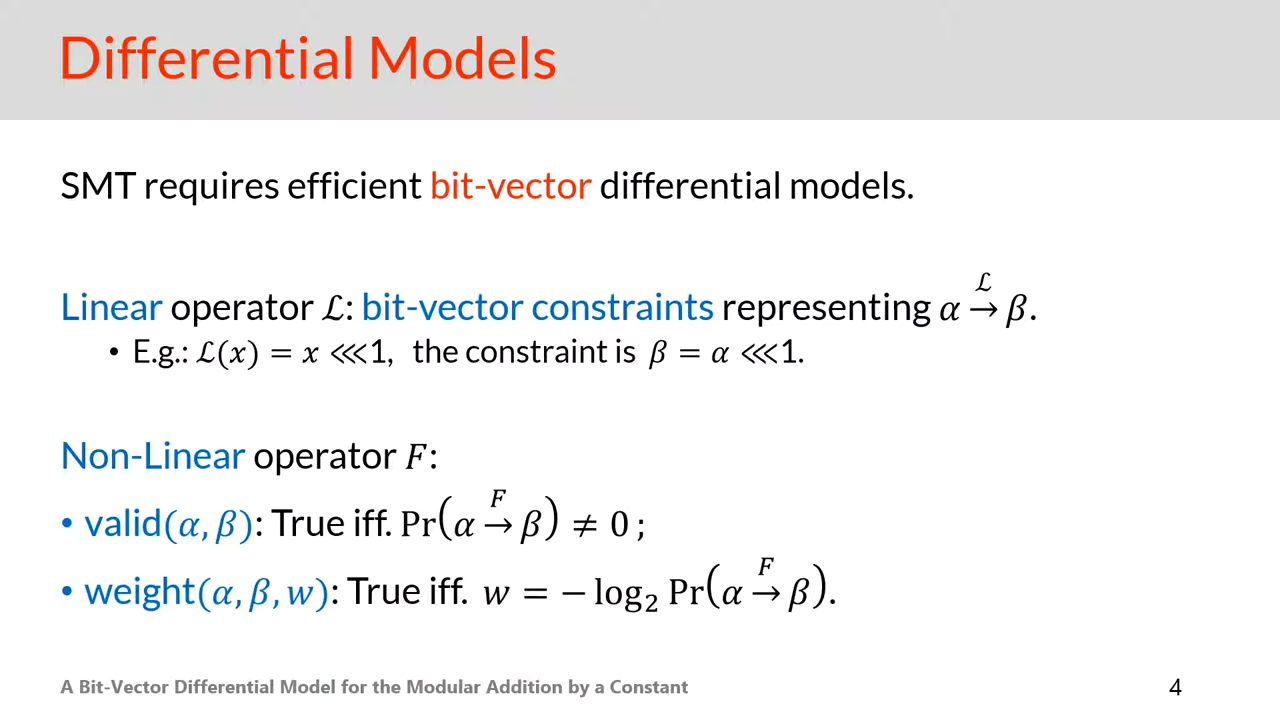 Differential Models
SMT requires efficient bit-vector differential models.
Linear operator ℒ: bit-vector constraints representing α →^ℒ β.
• E.g.: ℒ(x) = x ⋘1, the constraint is β = α ⋘1.
Non-Linear operator F:
• valid(α, β): True iff. Pr(α →^F β) ≠ 0 ;
• weight(α, β, w): True iff. w = − log₂ Pr(α →^F β).
A Bit-Vector Differential Model for the Modular Addition by a Constant
4